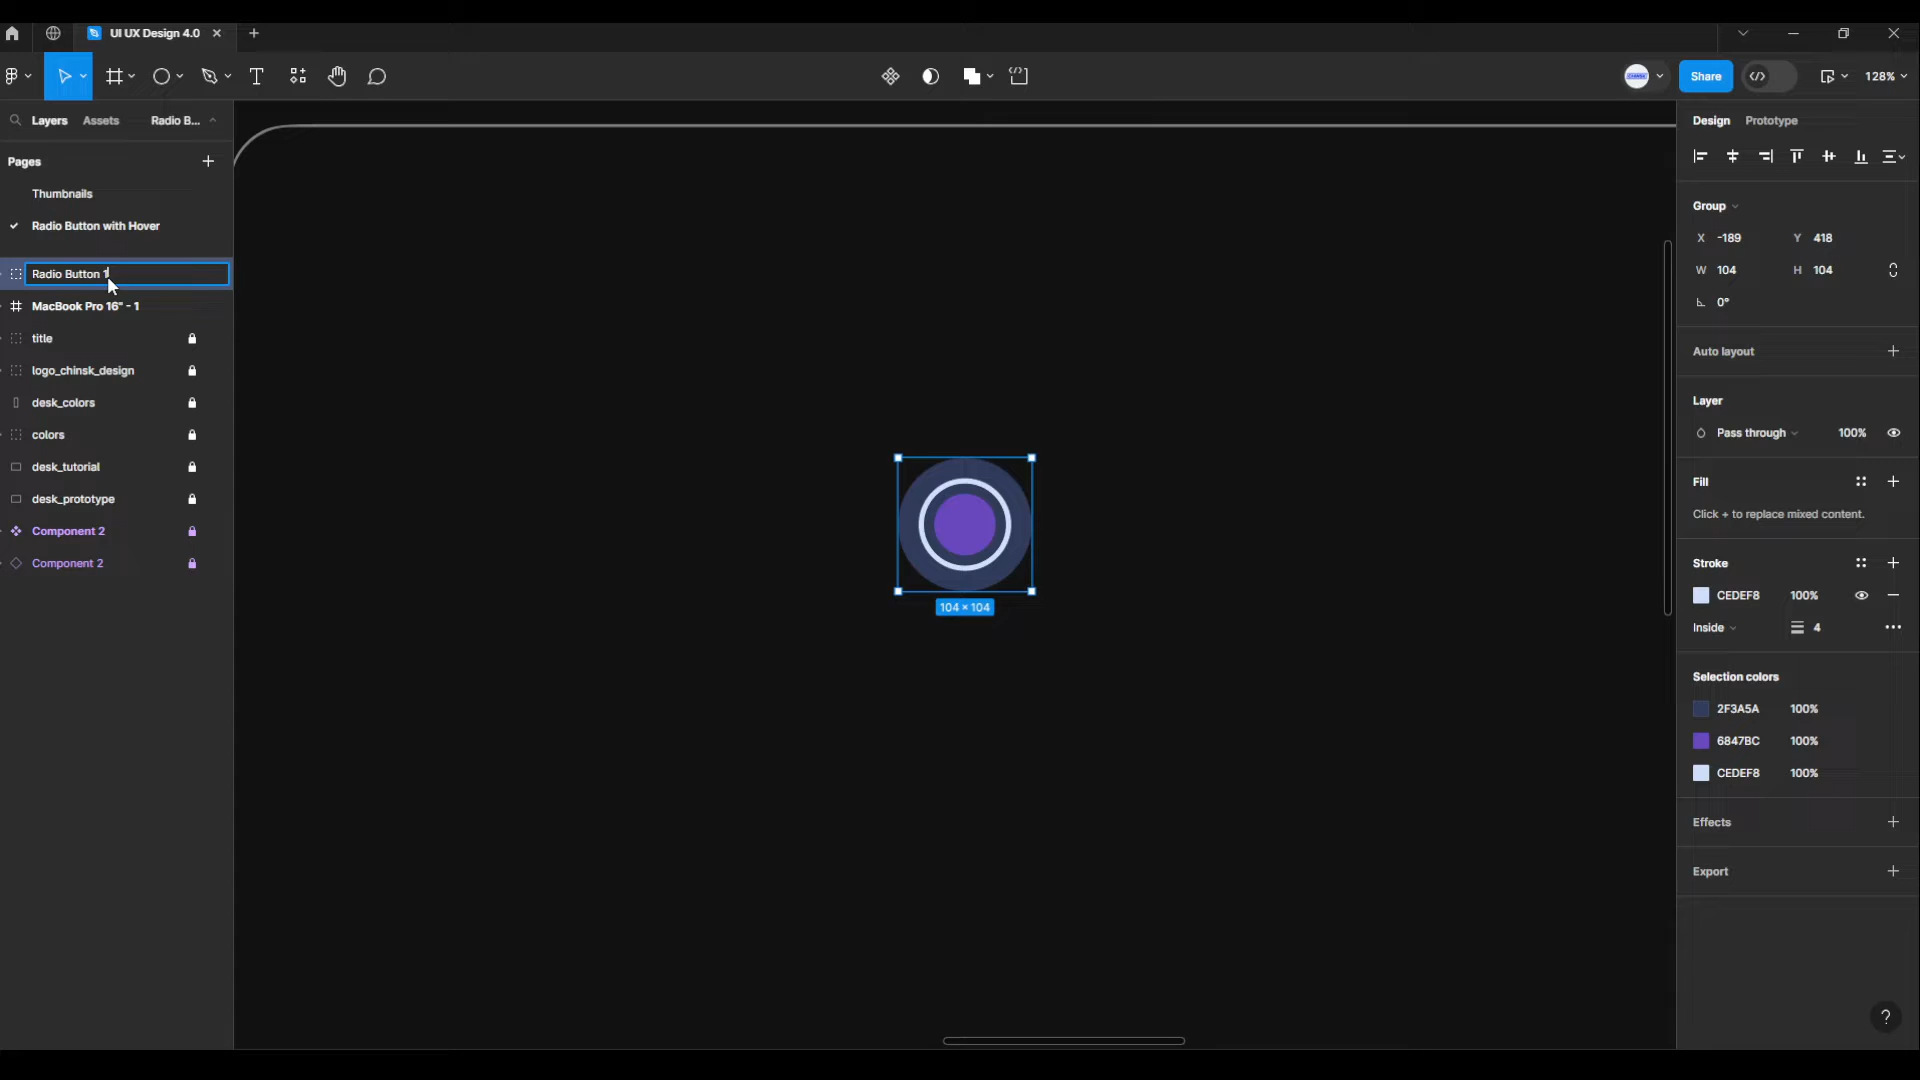 UI UX Design 4.0
Share
128%
Layers Assets Radio B...
Pages
Thumbnails
Radio Button with Hover
Radio Button 1
MacBook Pro 16" - 1
title
logo_chinsk_design
desk_colors
colors
desk_tutorial
desk_prototype
Component 2
Component 2
104 × 104
Design Prototype
Group
X -189 Y 418
W 104 H 104
0°
Auto layout
Layer
Pass through 100%
Fill
Click + to replace mixed content.
Stroke
CEDEF8 100%
Inside 4
Selection colors
2F3A5A 100%
6847BC 100%
CEDEF8 100%
Effects
Export
?